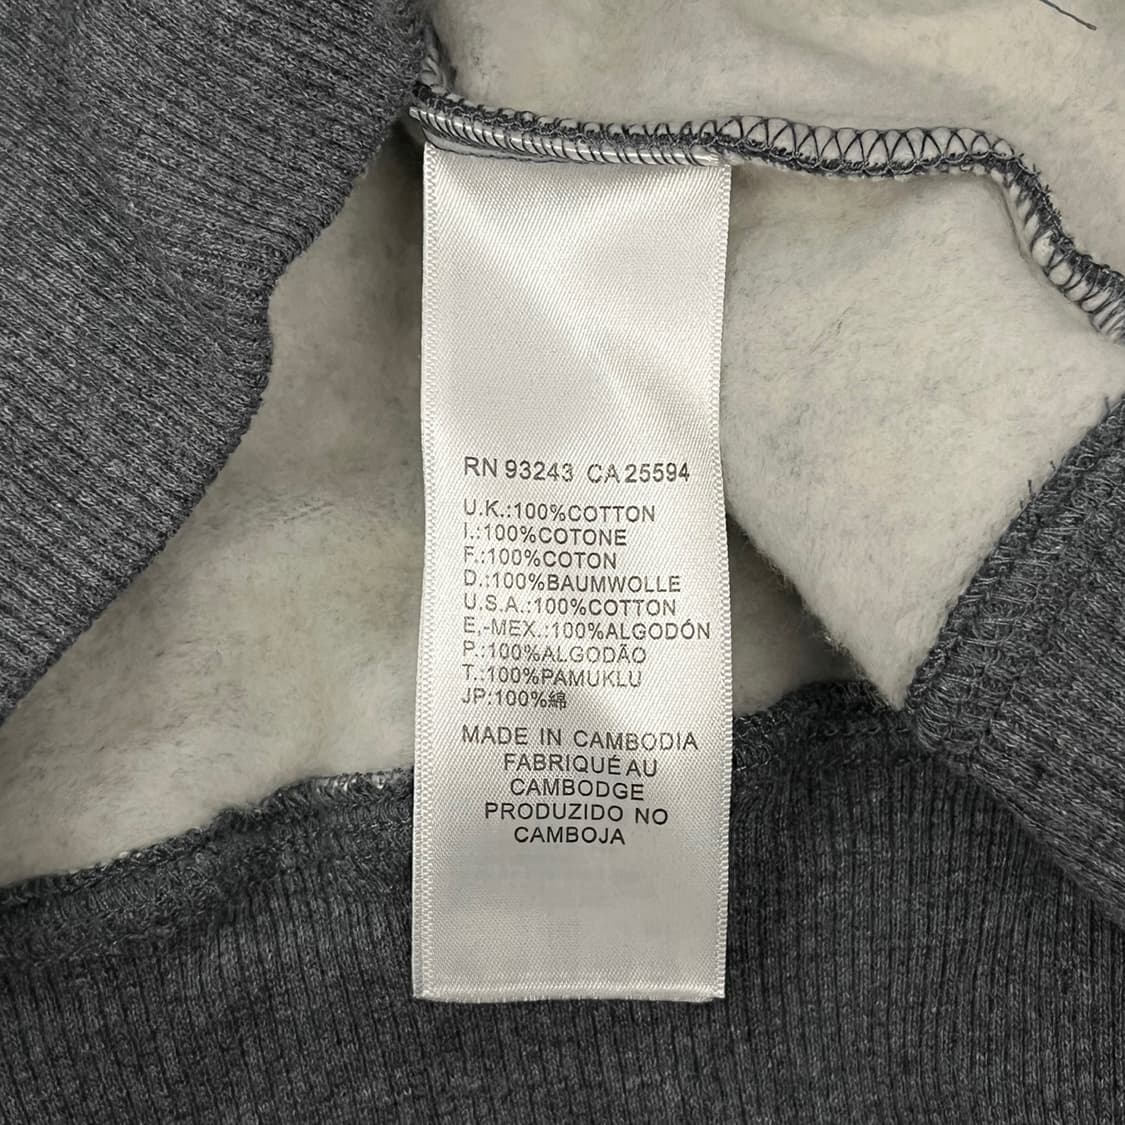 RN 93243 CA 25594
U.K.:100%COTTON
I.:100%COTONE
F.:100%COTON
D.:100%BAUMWOLLE
U.S.A.:100%COTTON
E,-MEX.:100%ALGODÓN
P.:100%ALGODÃO
T.:100%PAMUKLU
JP:100%綿
MADE IN CAMBODIA
FABRIQUÉ AU
CAMBODGE
PRODUZIDO NO
CAMBOJA